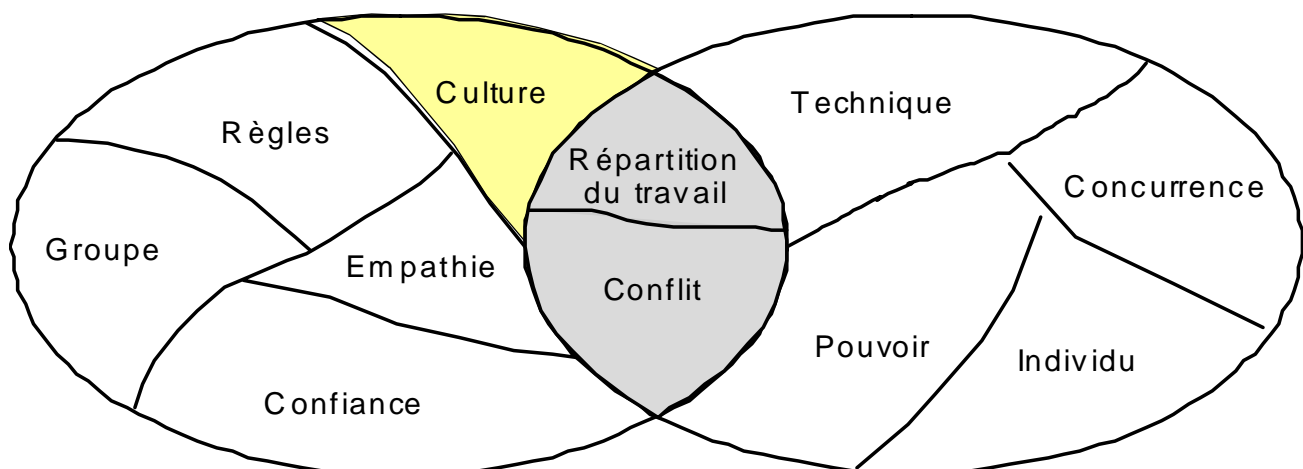 Culture
Technique
Règles
Répartition
du travail
Concurrence
Groupe
Empathie
Conflit
Pouvoir
Individu
Confiance